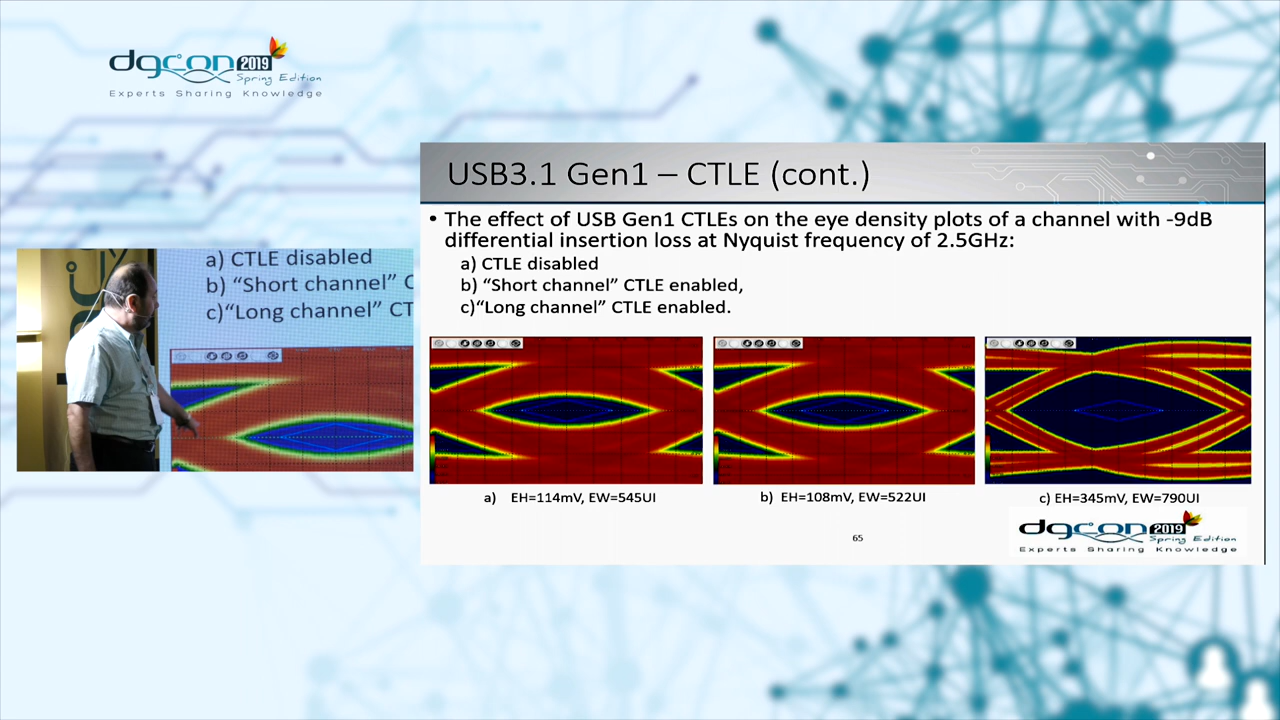 dgcon 2019
Spring Edition
Experts Sharing Knowledge
USB3.1 Gen1 – CTLE (cont.)
• The effect of USB Gen1 CTLEs on the eye density plots of a channel with -9dB
differential insertion loss at Nyquist frequency of 2.5GHz:
a) CTLE disabled
b) “Short channel” CTLE enabled,
c)“Long channel” CTLE enabled.
a) EH=114mV, EW=545UI
b) EH=108mV, EW=522UI
c) EH=345mV, EW=790UI
65
dgcon 2019
Spring Edition
Experts Sharing Knowledge
a) CTLE disabled
b) “Short channel” C
c)“Long channel” CT